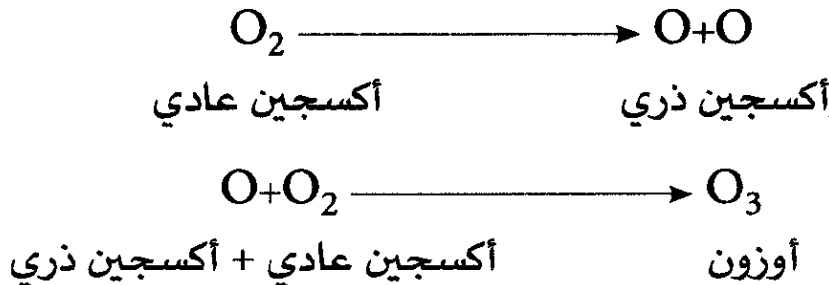 O₂ → O+O
أكسجين عادي أكسجين ذري
O+O₂ → O₃
أكسجين عادي + أكسجين ذري أوزون